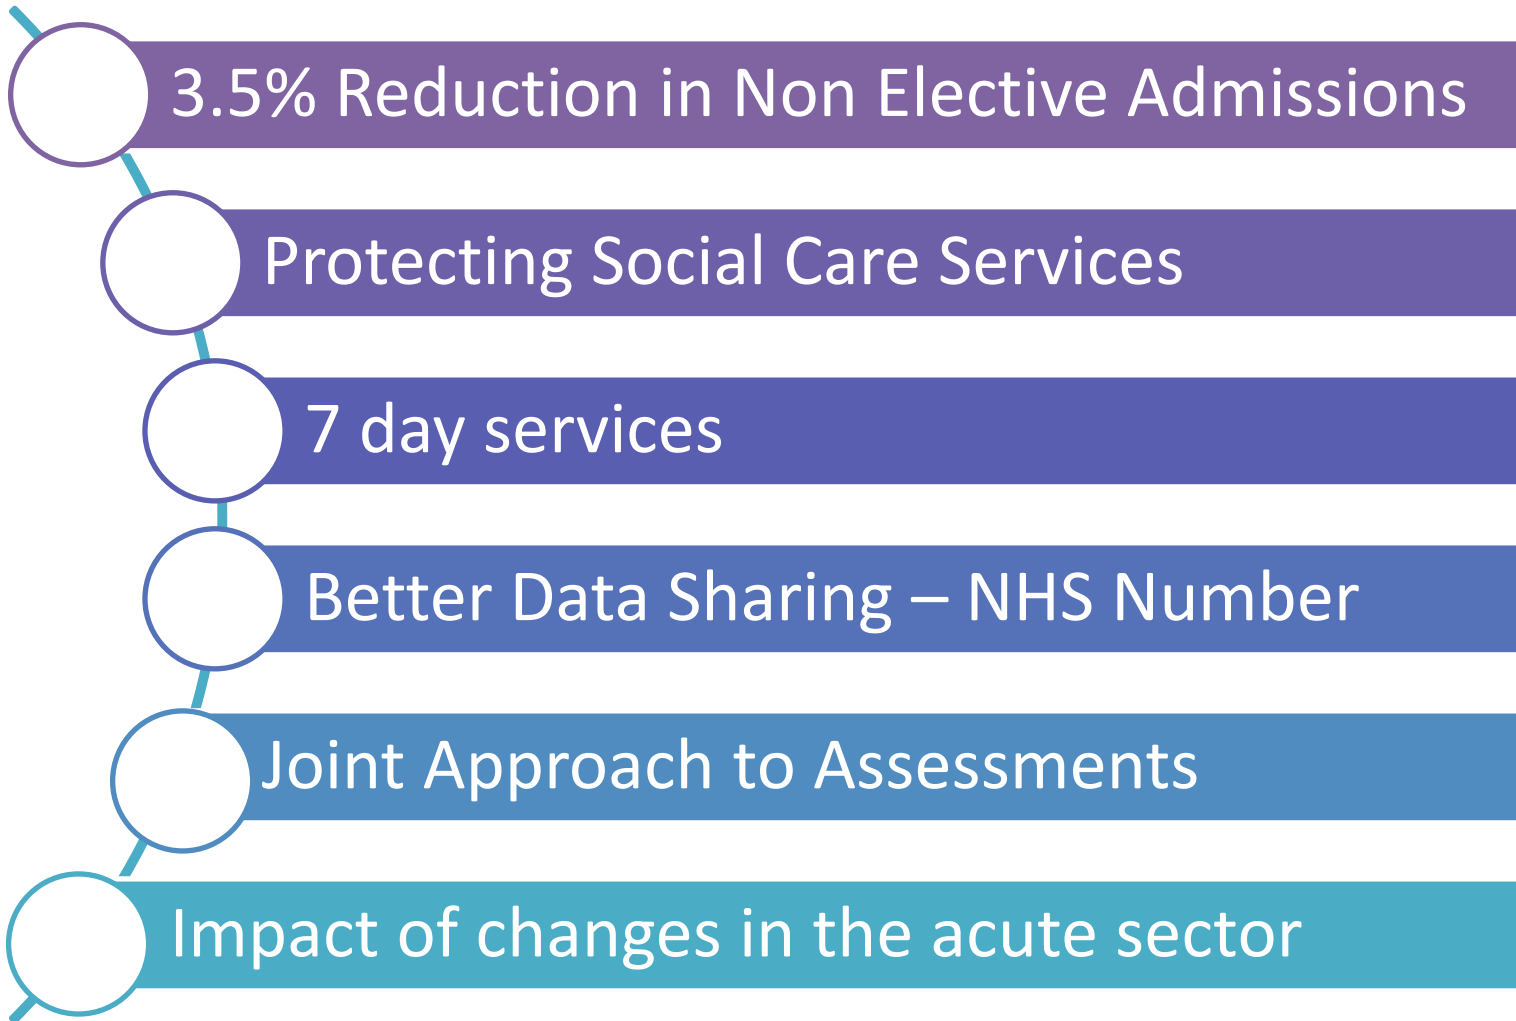 3.5% Reduction in Non Elective Admissions
Protecting Social Care Services
7 day services
Better Data Sharing – NHS Number
Joint Approach to Assessments
Impact of changes in the acute sector